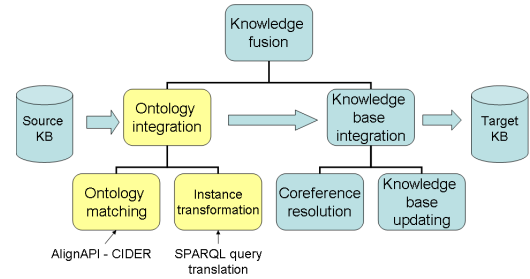 Knowledge
fusion
Source
KB
Ontology
integration
Knowledge
base
integration
Target
KB
Ontology
matching
Instance
transformation
Coreference
resolution
Knowledge
base
updating
AlignAPI - CIDER
SPARQL query
translation